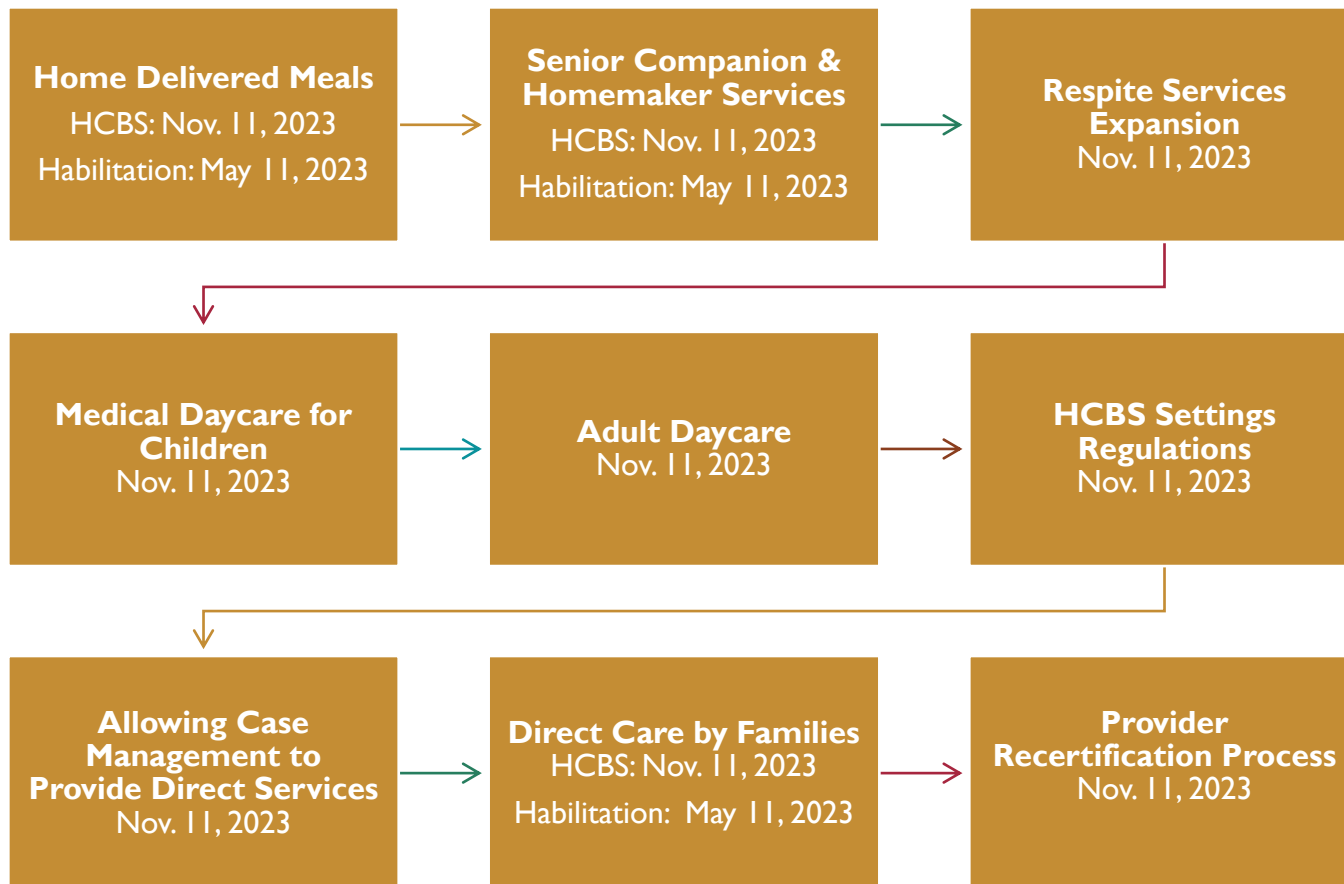 Home Delivered Meals
HCBS: Nov. 11, 2023
Habilitation: May 11, 2023
Senior Companion &
Homemaker Services
HCBS: Nov. 11, 2023
Habilitation: May 11, 2023
Respite Services
Expansion
Nov. 11, 2023
Medical Daycare for
Children
Nov. 11, 2023
Adult Daycare
Nov. 11, 2023
HCBS Settings
Regulations
Nov. 11, 2023
Allowing Case
Management to
Provide Direct Services
Nov. 11, 2023
Direct Care by Families
HCBS: Nov. 11, 2023
Habilitation: May 11, 2023
Provider
Recertification Process
Nov. 11, 2023